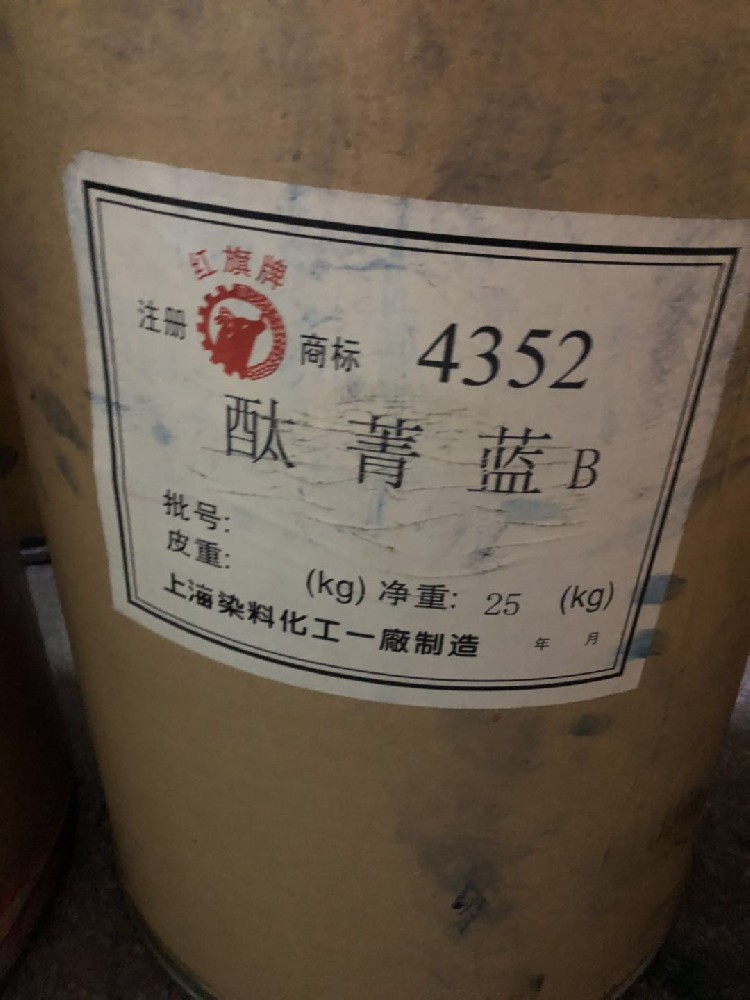 红旗牌
注册 商标 4352
酞菁蓝B
批号:
皮重: (kg) 净重: 25 (kg)
上海染料化工一廠制造 年 月